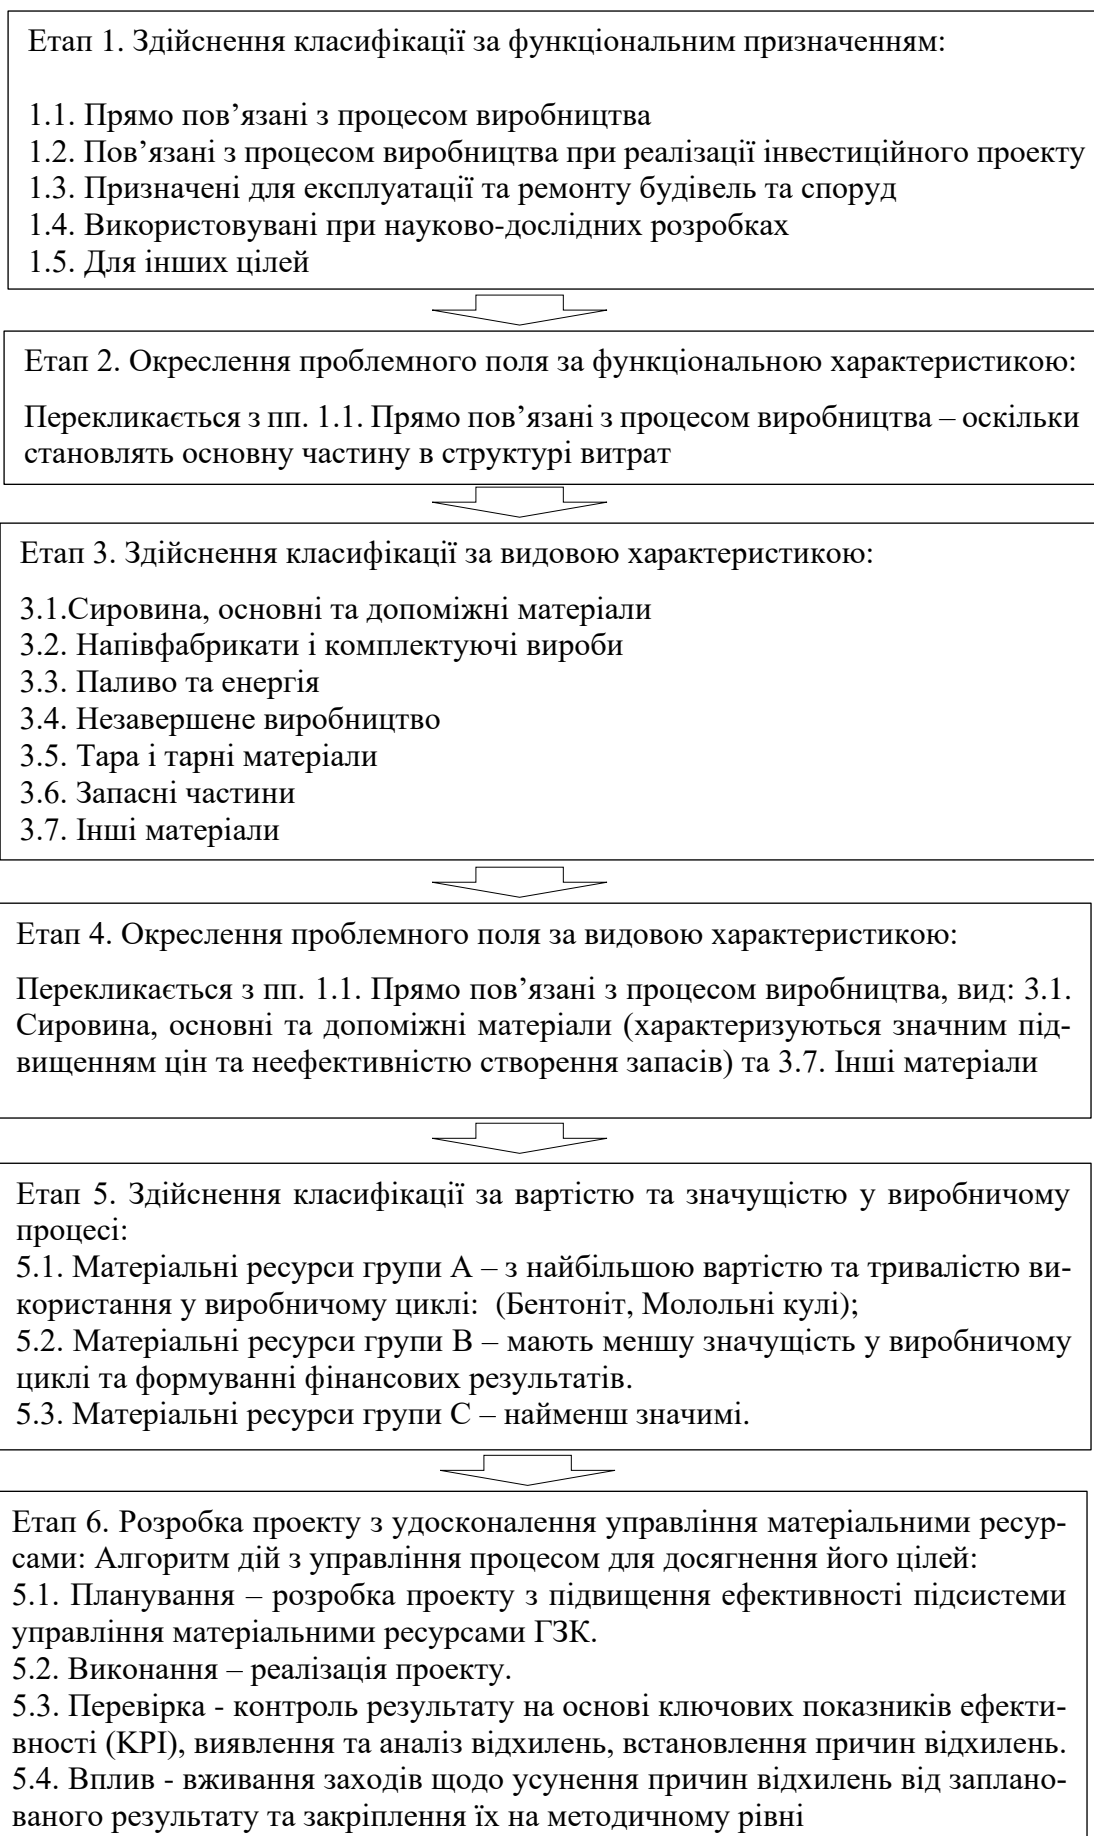 Етап 1. Здійснення класифікації за функціональним призначенням:
1.1. Прямо пов’язані з процесом виробництва
1.2. Пов’язані з процесом виробництва при реалізації інвестиційного проекту
1.3. Призначені для експлуатації та ремонту будівель та споруд
1.4. Використовувані при науково-дослідних розробках
1.5. Для інших цілей
Етап 2. Окреслення проблемного поля за функціональною характеристикою:
Перекликається з пп. 1.1. Прямо пов’язані з процесом виробництва – оскільки
становлять основну частину в структурі витрат
Етап 3. Здійснення класифікації за видовою характеристикою:
3.1.Сировина, основні та допоміжні матеріали
3.2. Напівфабрикати і комплектуючі вироби
3.3. Паливо та енергія
3.4. Незавершене виробництво
3.5. Тара і тарні матеріали
3.6. Запасні частини
3.7. Інші матеріали
Етап 4. Окреслення проблемного поля за видовою характеристикою:
Перекликається з пп. 1.1. Прямо пов’язані з процесом виробництва, вид: 3.1.
Сировина, основні та допоміжні матеріали (характеризуються значним під-
вищенням цін та неефективністю створення запасів) та 3.7. Інші матеріали
Етап 5. Здійснення класифікації за вартістю та значущістю у виробничому
процесі:
5.1. Матеріальні ресурси групи А – з найбільшою вартістю та тривалістю ви-
користання у виробничому циклі:  (Бентоніт, Молольні кулі);
5.2. Матеріальні ресурси групи В – мають меншу значущість у виробничому
циклі та формуванні фінансових результатів.
5.3. Матеріальні ресурси групи С – найменш значимі.
Етап 6. Розробка проекту з удосконалення управління матеріальними ресур-
сами: Алгоритм дій з управління процесом для досягнення його цілей:
5.1. Планування – розробка проекту з підвищення ефективності підсистеми
управління матеріальними ресурсами ГЗК.
5.2. Виконання – реалізація проекту.
5.3. Перевірка - контроль результату на основі ключових показників ефекти-
вності (KPI), виявлення та аналіз відхилень, встановлення причин відхилень.
5.4. Вплив - вживання заходів щодо усунення причин відхилень від заплано-
ваного результату та закріплення їх на методичному рівні